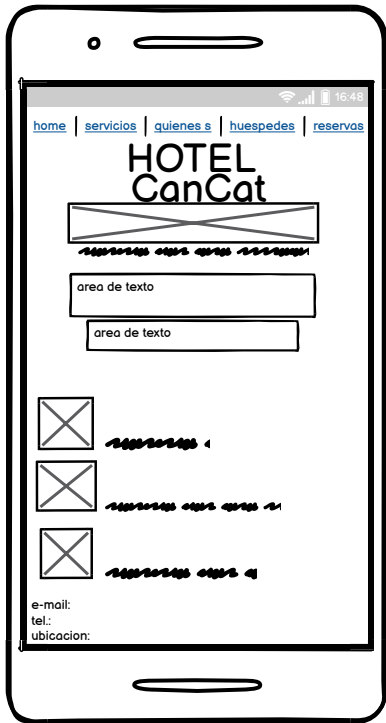 16:48
home | servicios | quienes s | huespedes | reservas
HOTEL
CanCat
area de texto
area de texto
e-mail:
tel.:
ubicacion: